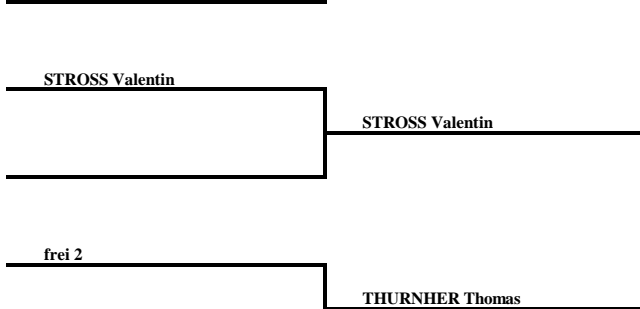 STROSS Valentin
STROSS Valentin
frei 2
THURNHER Thomas